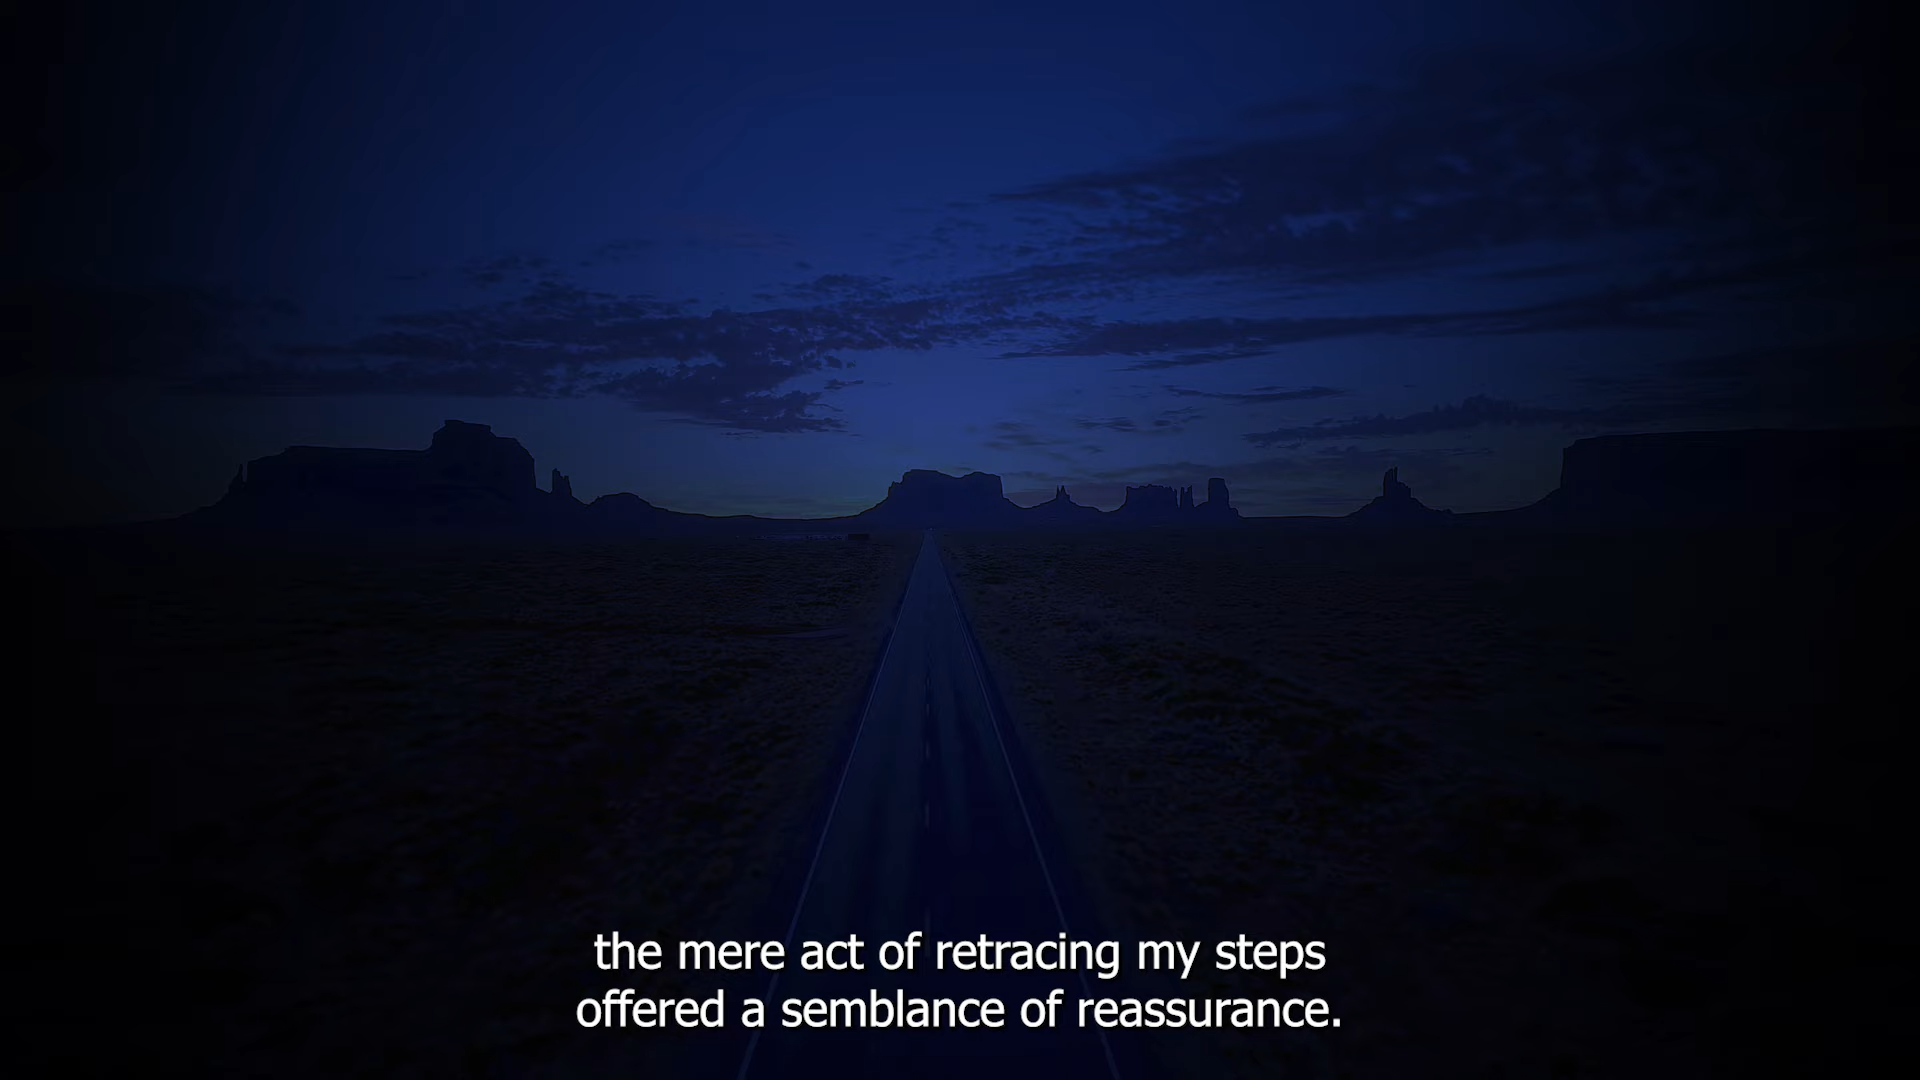 the mere act of retracing my steps
offered a semblance of reassurance.